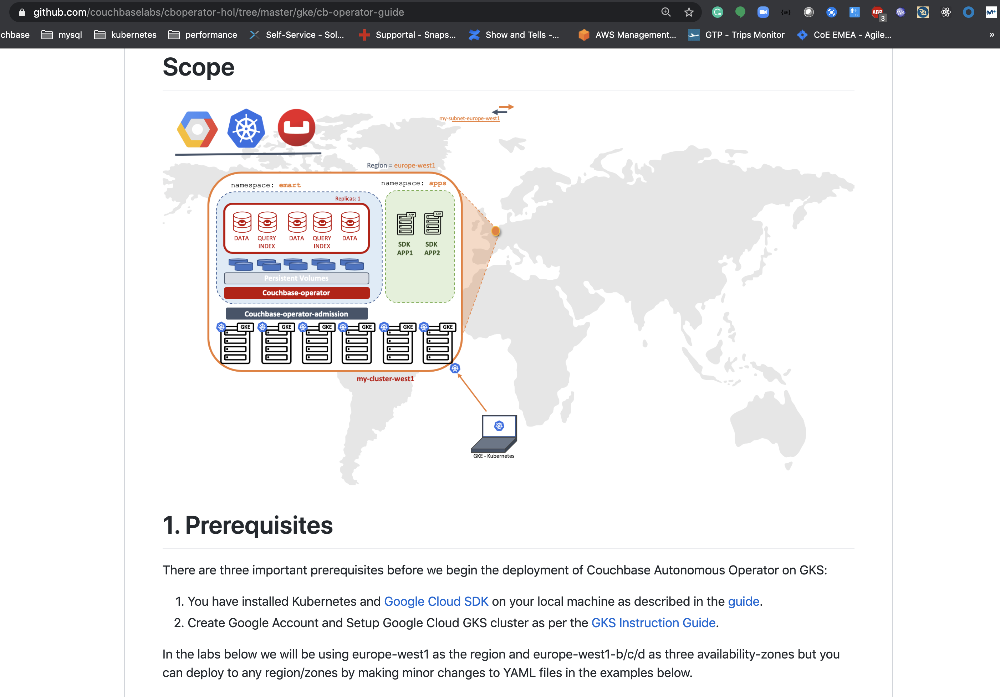 github.com/couchbaselabs/cboperator-hol/tree/master/gke/cb-operator-guide
ABP
3
Ws
EX
chbase
mysql
kubernetes
performance
Self-Service - Sol...
Supportal - Snaps...
Show and Tells -...
AWS Management...
GTP - Trips Monitor
CoE EMEA - Agile...
»
Scope
my-subnet-europe-west1
Region = europe-west1
namespace: emart
namespace: apps
Replicas: 1
APP
APP
DATA
QUERY
INDEX
DATA
QUERY
INDEX
DATA
SDK
APP1
SDK
APP2
Persistent Volumes
Couchbase-operator
Couchbase-operator-admission
GKE
GKE
GKE
GKE
GKE
GKE
my-cluster-west1
GKE - Kubernetes
1. Prerequisites
There are three important prerequisites before we begin the deployment of Couchbase Autonomous Operator on GKS:
1. You have installed Kubernetes and Google Cloud SDK on your local machine as described in the guide.
2. Create Google Account and Setup Google Cloud GKS cluster as per the GKS Instruction Guide.
In the labs below we will be using europe-west1 as the region and europe-west1-b/c/d as three availability-zones but you
can deploy to any region/zones by making minor changes to YAML files in the examples below.